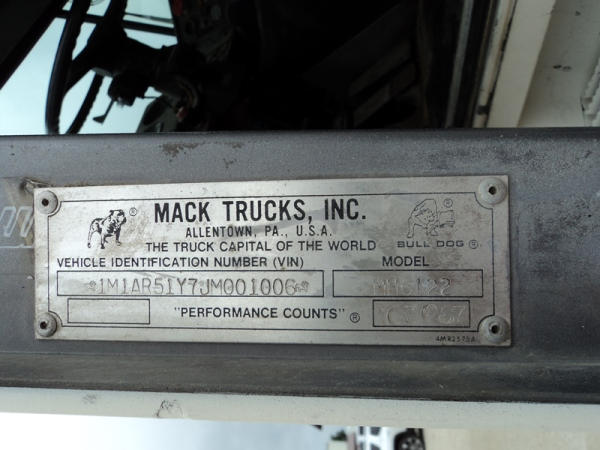 MACK TRUCKS, INC.
ALLENTOWN, PA., U.S.A.
THE TRUCK CAPITAL OF THE WORLD
BULL DOG ®
VEHICLE IDENTIFICATION NUMBER (VIN) MODEL
1M1AR51Y7JM001006
"PERFORMANCE COUNTS" ®
4MR2575A